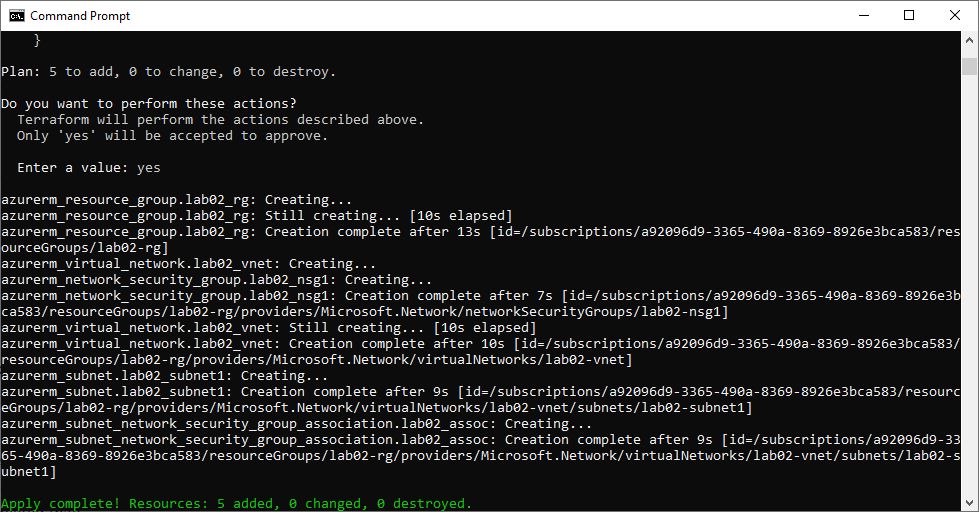 Command Prompt
}
Plan: 5 to add, 0 to change, 0 to destroy.
Do you want to perform these actions?
Terraform will perform the actions described above.
Only 'yes' will be accepted to approve.
Enter a value: yes
azurerm_resource_group.lab02_rg: Creating...
azurerm_resource_group.lab02_rg: Still creating... [10s elapsed]
azurerm_resource_group.lab02_rg: Creation complete after 13s [id=/subscriptions/a92096d9-3365-490a-8369-8926e3bca583/res
ourceGroups/lab02-rg]
azurerm_virtual_network.lab02_vnet: Creating...
azurerm_network_security_group.lab02_nsg1: Creating...
azurerm_network_security_group.lab02_nsg1: Creation complete after 7s [id=/subscriptions/a92096d9-3365-490a-8369-8926e3b
ca583/resourceGroups/lab02-rg/providers/Microsoft.Network/networkSecurityGroups/lab02-nsg1]
azurerm_virtual_network.lab02_vnet: Still creating... [10s elapsed]
azurerm_virtual_network.lab02_vnet: Creation complete after 10s [id=/subscriptions/a92096d9-3365-490a-8369-8926e3bca583/
resourceGroups/lab02-rg/providers/Microsoft.Network/virtualNetworks/lab02-vnet]
azurerm_subnet.lab02_subnet1: Creating...
azurerm_subnet.lab02_subnet1: Creation complete after 9s [id=/subscriptions/a92096d9-3365-490a-8369-8926e3bca583/resourc
eGroups/lab02-rg/providers/Microsoft.Network/virtualNetworks/lab02-vnet/subnets/lab02-subnet1]
azurerm_subnet_network_security_group_association.lab02_assoc: Creating...
azurerm_subnet_network_security_group_association.lab02_assoc: Creation complete after 9s [id=/subscriptions/a92096d9-33
65-490a-8369-8926e3bca583/resourceGroups/lab02-rg/providers/Microsoft.Network/virtualNetworks/lab02-vnet/subnets/lab02-s
ubnet1]
Apply complete! Resources: 5 added, 0 changed, 0 destroyed.